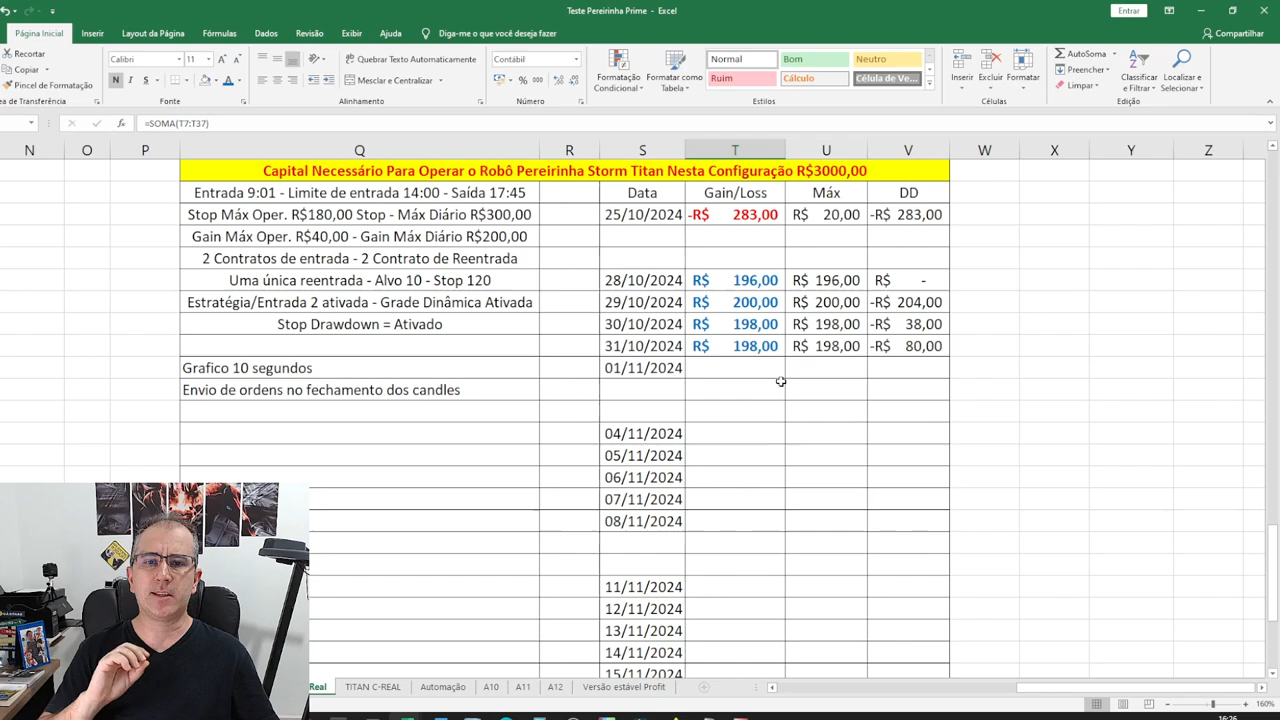 Teste Pereirinha Prime - Excel
Entrar
Página Inicial Inserir Layout da Página Fórmulas Dados Revisão Exibir Ajuda Diga-me o que você deseja fazer Compartilhar
Recortar
Copiar
Pincel de Formatação
a de Transferência
Calibri 11
N I S
Fonte
Quebrar Texto Automaticamente
Mesclar e Centralizar
Alinhamento
Contábil
% 000
Número
Formatação Condicional
Formatar como Tabela
Normal Bom Neutro
Ruim Cálculo Célula de Ve...
Estilos
Inserir Excluir Formatar
Células
AutoSoma
Preencher
Limpar
Classificar e Filtrar
Localizar e Selecionar
Edição
=SOMA(T7:T37)
N O P Q R S T U V W X Y Z
Capital Necessário Para Operar o Robô Pereirinha Storm Titan Nesta Configuração R$3000,00
Entrada 9:01 - Limite de entrada 14:00 - Saída 17:45 Data Gain/Loss Máx DD
Stop Máx Oper. R$180,00 Stop - Máx Diário R$300,00 25/10/2024 -R$ 283,00 R$ 20,00 -R$ 283,00
Gain Máx Oper. R$40,00 - Gain Máx Diário R$200,00
2 Contratos de entrada - 2 Contrato de Reentrada
Uma única reentrada - Alvo 10 - Stop 120 28/10/2024 R$ 196,00 R$ 196,00 R$ -
Estratégia/Entrada 2 ativada - Grade Dinâmica Ativada 29/10/2024 R$ 200,00 R$ 200,00 -R$ 204,00
Stop Drawdown = Ativado 30/10/2024 R$ 198,00 R$ 198,00 -R$ 38,00
31/10/2024 R$ 198,00 R$ 198,00 -R$ 80,00
Grafico 10 segundos 01/11/2024
Envio de ordens no fechamento dos candles
04/11/2024
05/11/2024
06/11/2024
07/11/2024
08/11/2024
11/11/2024
12/11/2024
13/11/2024
14/11/2024
15/11/2024
Real TITAN C-REAL Automação A10 A11 A12 Versão estável Profit
160%
16:26